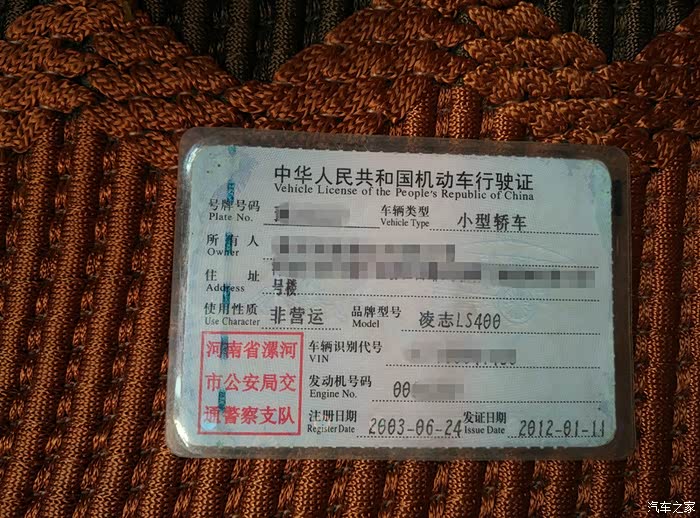 中华人民共和国机动车行驶证
Vehicle License of the People's Republic of China
号牌号码 车辆类型 小型轿车
Plate No. Vehicle Type
所有人
Owner
住址
Address 号楼
使用性质 非营运 品牌型号 凌志LS400
Use Character Model
河南省漯河
市公安局交
通警察支队
车辆识别代号
VIN
发动机号码 00
Engine No.
注册日期 2003-06-24 发证日期 2012-01-11
Register Date Issue Date
汽车之家